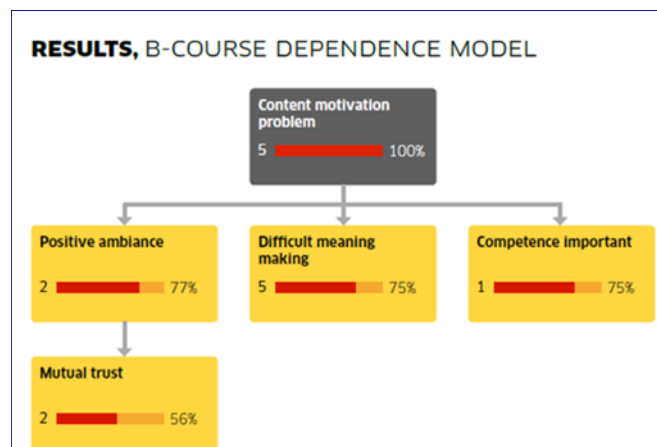 RESULTS, B-COURSE DEPENDENCE MODEL
Content motivation
problem
5 100%
Positive ambiance
2 77%
Difficult meaning
making
5 75%
Competence important
1 75%
Mutual trust
2 56%